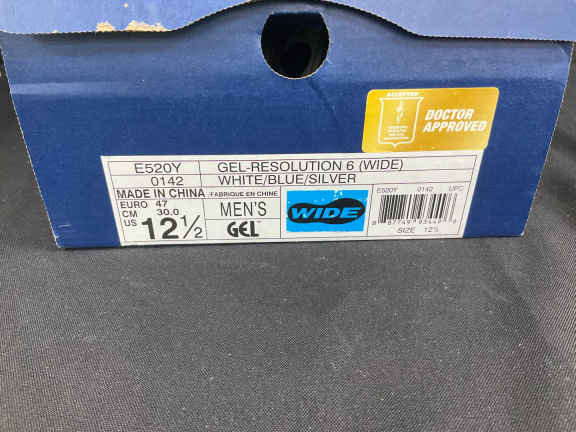 ACCEPTED
DOCTOR
APPROVED
E520Y
GEL-RESOLUTION 6 (WIDE)
0142
WHITE/BLUE/SILVER
MADE IN CHINA /FABRIQUE EN CHINE
EURO 47
CM 30.0
US 12½
MEN'S
GEL
WIDE
E520Y 0142 UPC
SIZE 12½